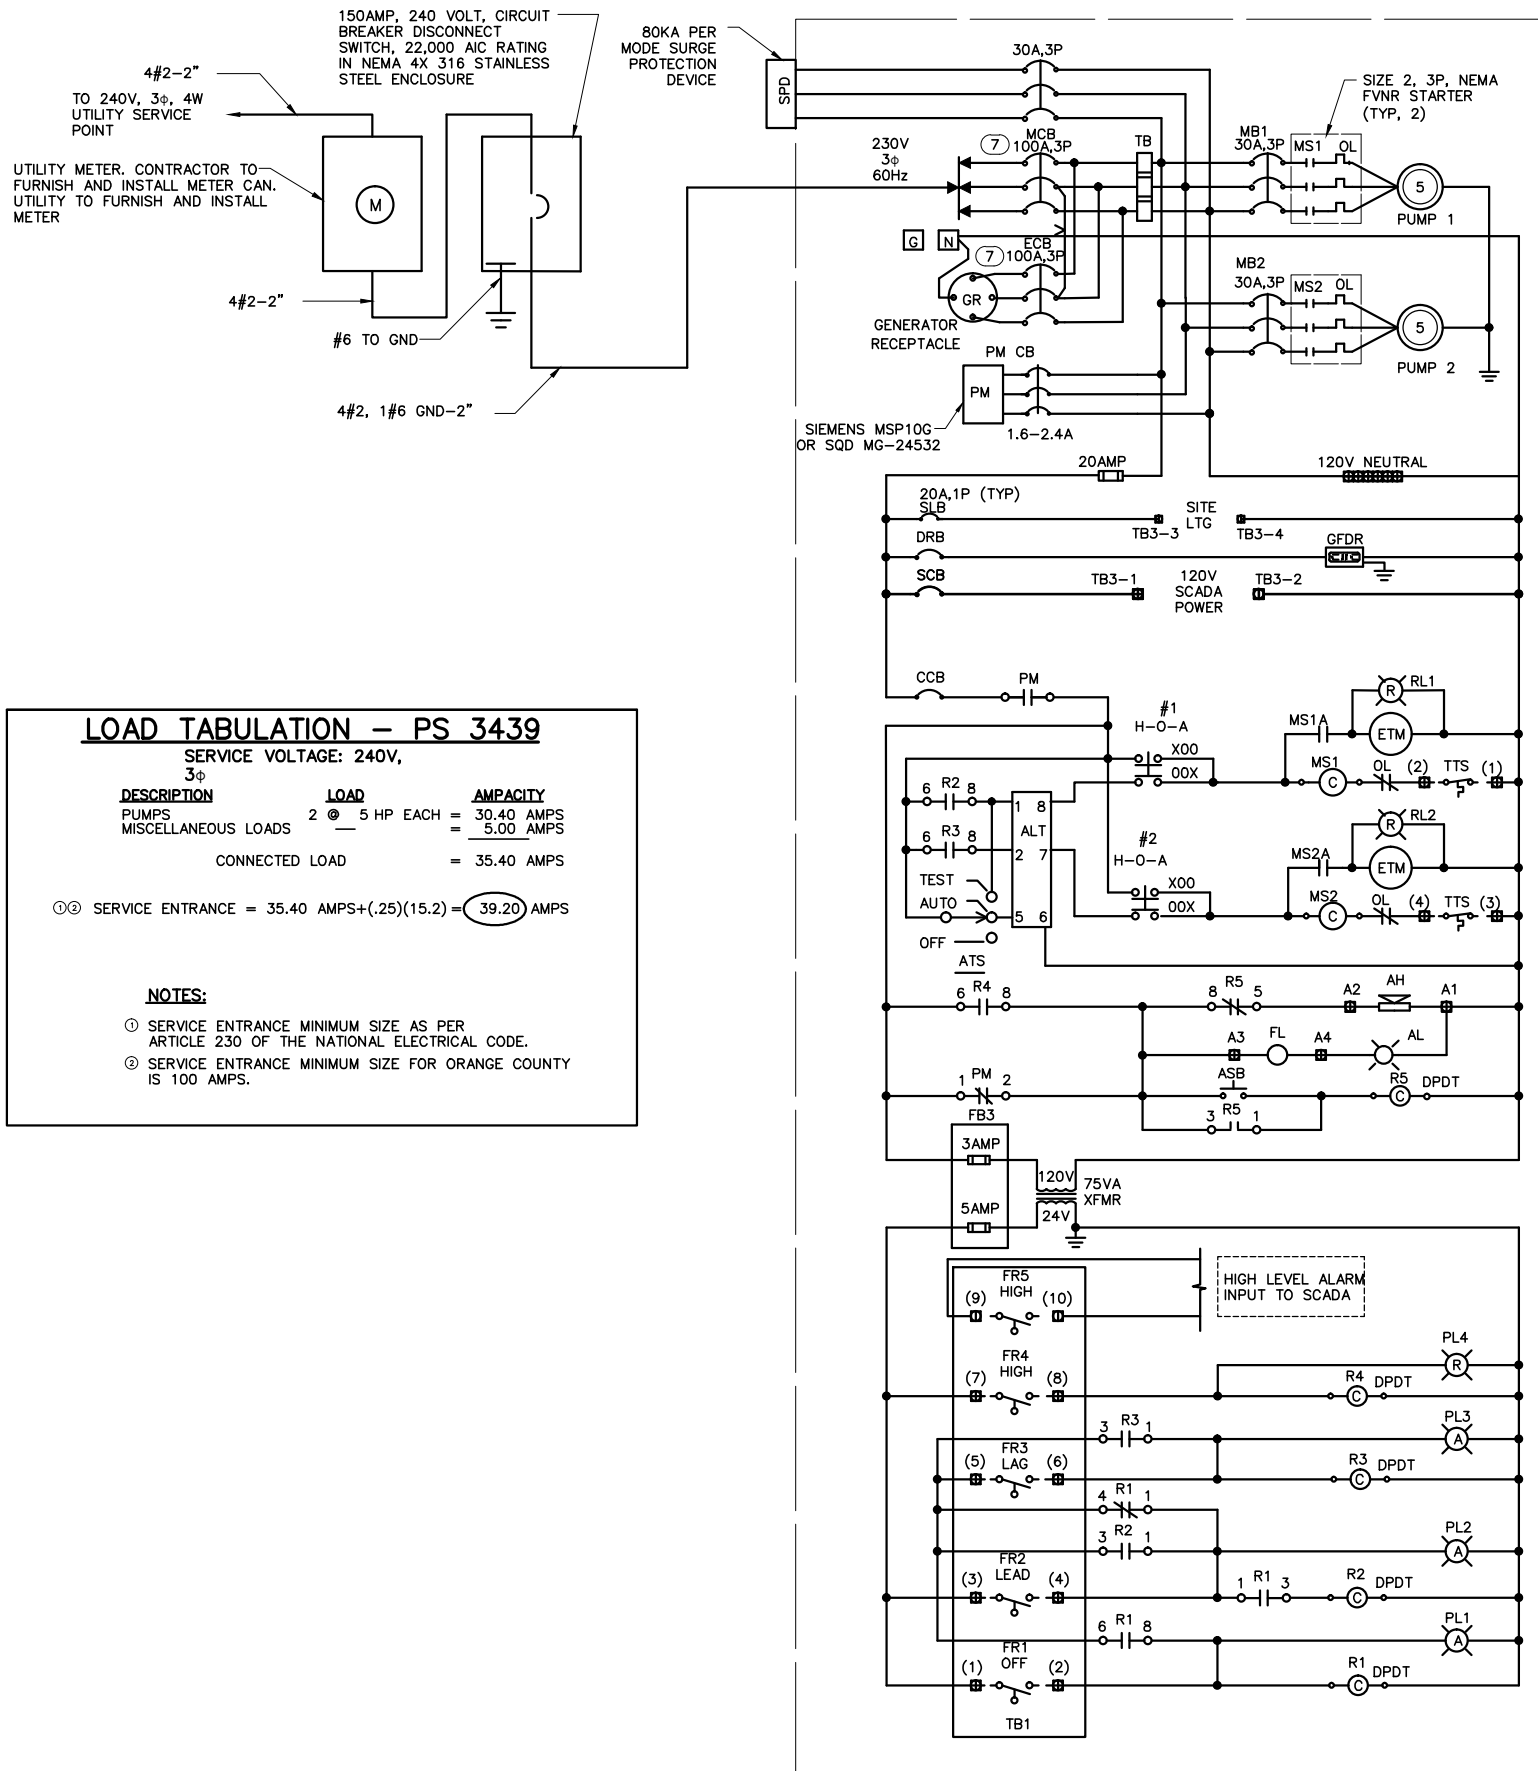 150AMP, 240 VOLT, CIRCUIT
BREAKER DISCONNECT
SWITCH, 22,000 AIC RATING
IN NEMA 4X 316 STAINLESS
STEEL ENCLOSURE
80KA PER
MODE SURGE
PROTECTION
DEVICE
4#2-2"
TO 240V, 3ϕ, 4W
UTILITY SERVICE
POINT
UTILITY METER. CONTRACTOR TO
FURNISH AND INSTALL METER CAN.
UTILITY TO FURNISH AND INSTALL
METER
M
4#2-2"
#6 TO GND
4#2, 1#6 GND-2"
SPD
30A,3P
SIZE 2, 3P, NEMA
FVNR STARTER
(TYP, 2)
230V
3ϕ
60Hz
7
MCB
100A,3P
TB
MB1
30A,3P
MS1
OL
5
PUMP 1
G
N
7
ECB
100A,3P
GR
GENERATOR
RECEPTACLE
MB2
30A,3P
MS2
OL
5
PUMP 2
PM CB
PM
1.6-2.4A
SIEMENS MSP10G
OR SQD MG-24532
20AMP
120V NEUTRAL
20A,1P (TYP)
SLB
TB3-3
SITE
LTG
TB3-4
DRB
GFDR
SCB
TB3-1
120V
SCADA
POWER
TB3-2
CCB
PM
#1
H-O-A
X00
00X
MS1A
R
RL1
ETM
MS1
C
OL
(2)
TTS
(1)
6
R2
8
6
R3
8
1
8
ALT
2
7
5
6
#2
H-O-A
X00
00X
MS2A
R
RL2
ETM
MS2
C
OL
(4)
TTS
(3)
TEST
AUTO
OFF
ATS
6
R4
8
8
R5
5
A2
AH
A1
A3
FL
A4
AL
1
PM
2
ASB
R5
C
DPDT
3
R5
1
FB3
3AMP
5AMP
120V
24V
75VA
XFMR
HIGH LEVEL ALARM
INPUT TO SCADA
FR5
HIGH
(9)
(10)
FR4
HIGH
(7)
(8)
PL4
R
R4
C
DPDT
3
R3
1
PL3
A
FR3
LAG
(5)
(6)
R3
C
DPDT
4
R1
1
3
R2
1
PL2
A
FR2
LEAD
(3)
(4)
1
R1
3
R2
C
DPDT
6
R1
8
PL1
A
FR1
OFF
(1)
(2)
R1
C
DPDT
TB1
LOAD TABULATION - PS 3439
SERVICE VOLTAGE: 240V,
3ϕ
DESCRIPTION LOAD AMPACITY
PUMPS 2 @ 5 HP EACH = 30.40 AMPS
MISCELLANEOUS LOADS — = 5.00 AMPS
CONNECTED LOAD = 35.40 AMPS
①② SERVICE ENTRANCE = 35.40 AMPS+(.25)(15.2)= 39.20 AMPS
NOTES:
① SERVICE ENTRANCE MINIMUM SIZE AS PER
ARTICLE 230 OF THE NATIONAL ELECTRICAL CODE.
② SERVICE ENTRANCE MINIMUM SIZE FOR ORANGE COUNTY
IS 100 AMPS.